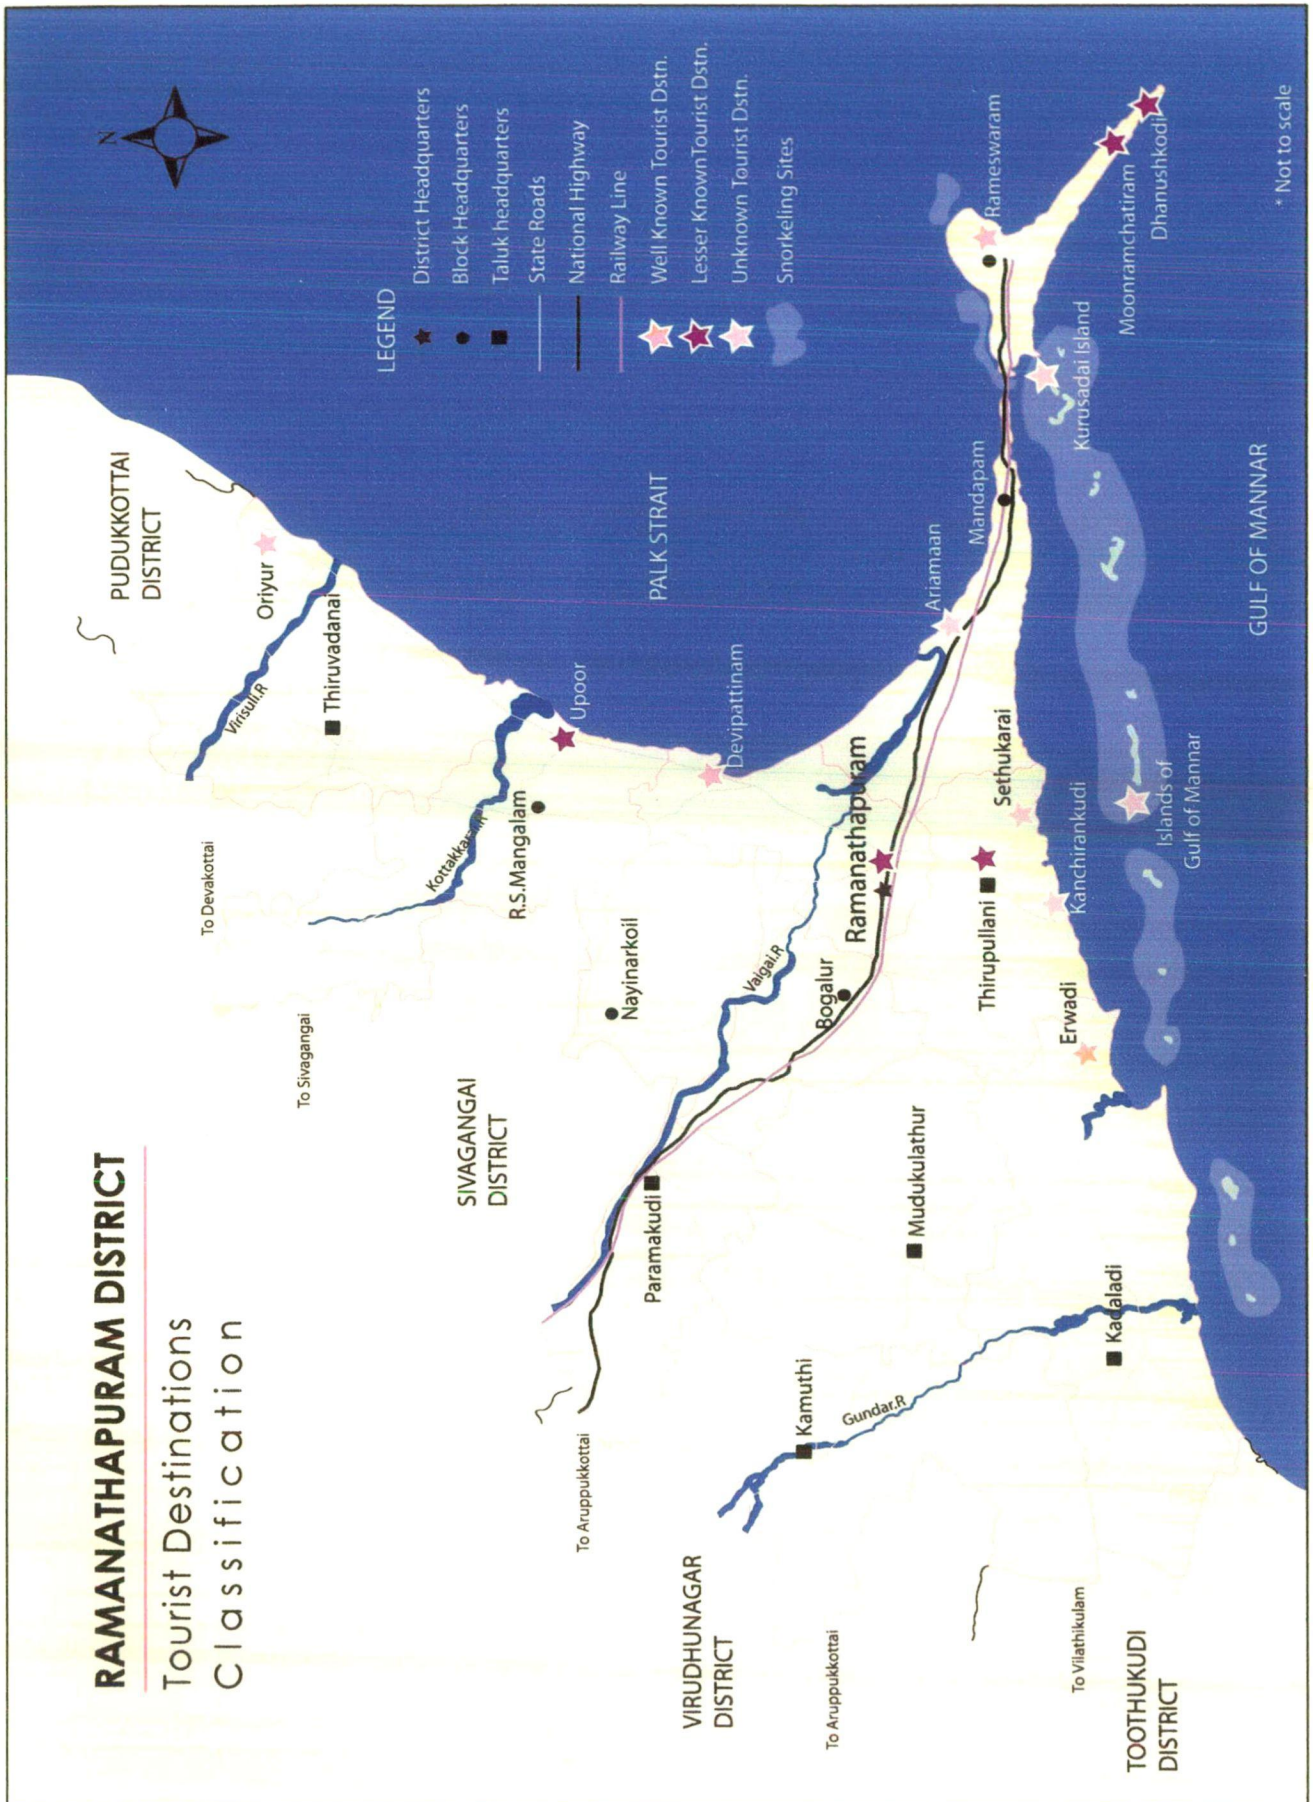 RAMANATHAPURAM DISTRICT
Tourist Destinations
Classification
N
LEGEND
District Headquarters
Block Headquarters
Taluk headquarters
State Roads
National Highway
Railway Line
Well Known Tourist Dstn.
Lesser KnownTourist Dstn.
Unknown Tourist Dstn.
Snorkeling Sites
PUDUKKOTTAI
DISTRICT
Oriyur
Virisuli.R
Thiruvadanai
To Devakottai
Kottakkarai.R
Upoor
R.S.Mangalam
To Sivagangai
SIVAGANGAI
DISTRICT
Nayinarkoil
Devipattinam
PALK STRAIT
Vaigai.R
Bogalur
Ramanathapuram
Ariamaan
Mandapam
Rameswaram
Moonramchatiram
Dhanushkodi
Kurusadai Island
Paramakudi
To Aruppukkottai
Thirupullani
Sethukarai
Kanchirankudi
Erwadi
Islands of
Gulf of Mannar
GULF OF MANNAR
Mudukulathur
Kamuthi
Gundar.R
Kadaladi
VIRUDHUNAGAR
DISTRICT
To Aruppukkottai
To Vilathikulam
TOOTHUKUDI
DISTRICT
* Not to scale